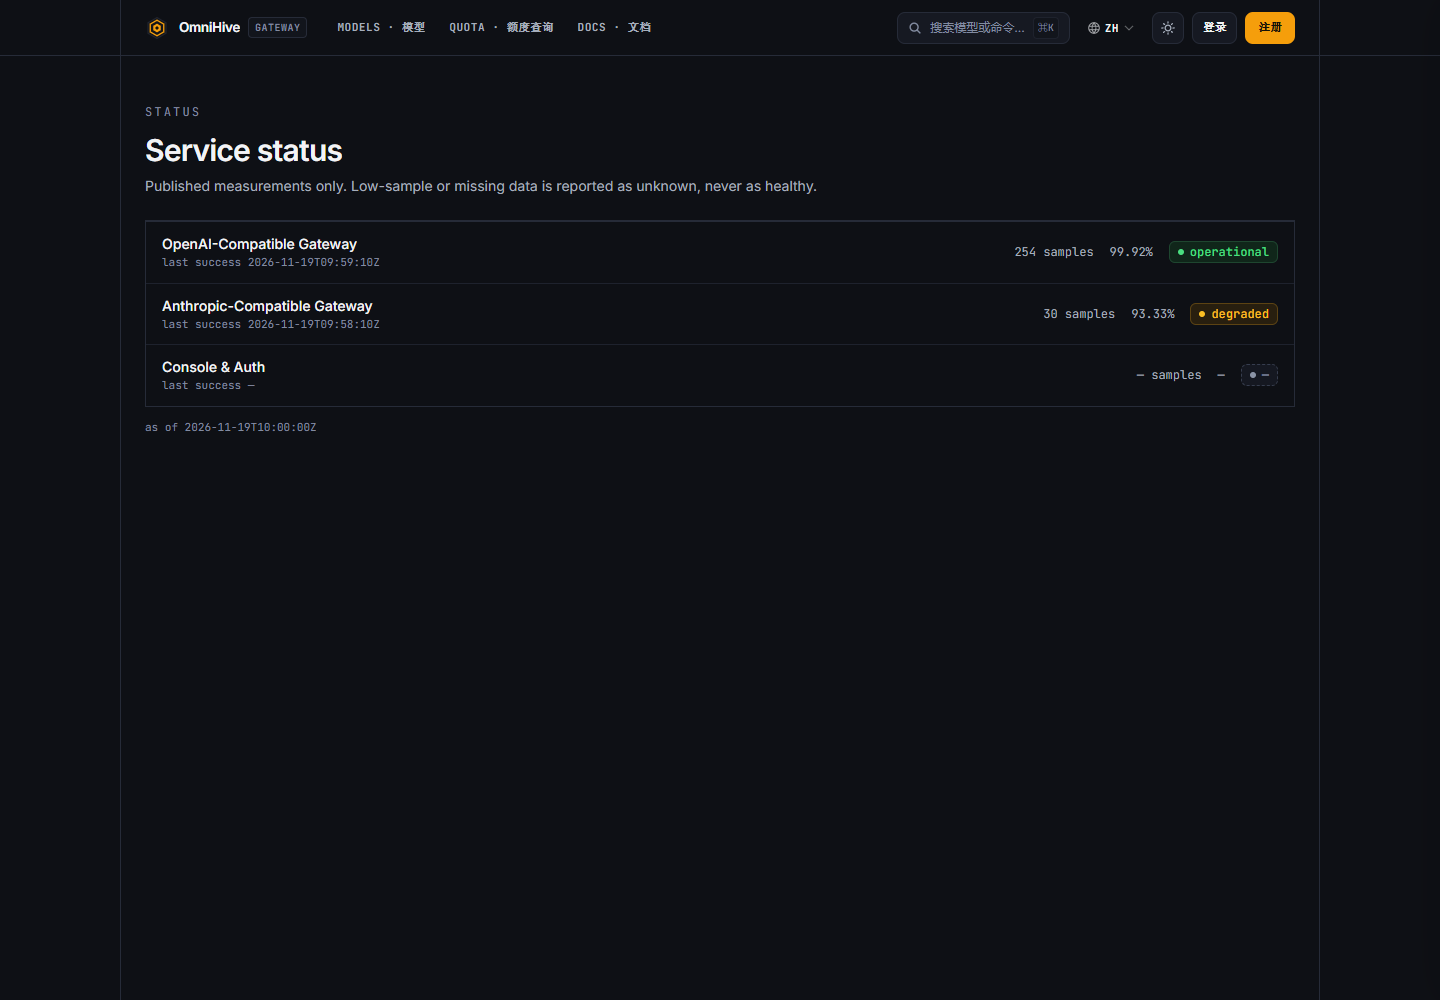 OmniHive GATEWAY MODELS · 模型 QUOTA · 额度查询 DOCS · 文档 搜索模型或命令... ⌘K ZH 登录 注册
STATUS
Service status
Published measurements only. Low-sample or missing data is reported as unknown, never as healthy.
OpenAI-Compatible Gateway
last success 2026-11-19T09:59:10Z
254 samples 99.92% operational
Anthropic-Compatible Gateway
last success 2026-11-19T09:58:10Z
30 samples 93.33% degraded
Console & Auth
last success —
— samples — —
as of 2026-11-19T10:00:00Z